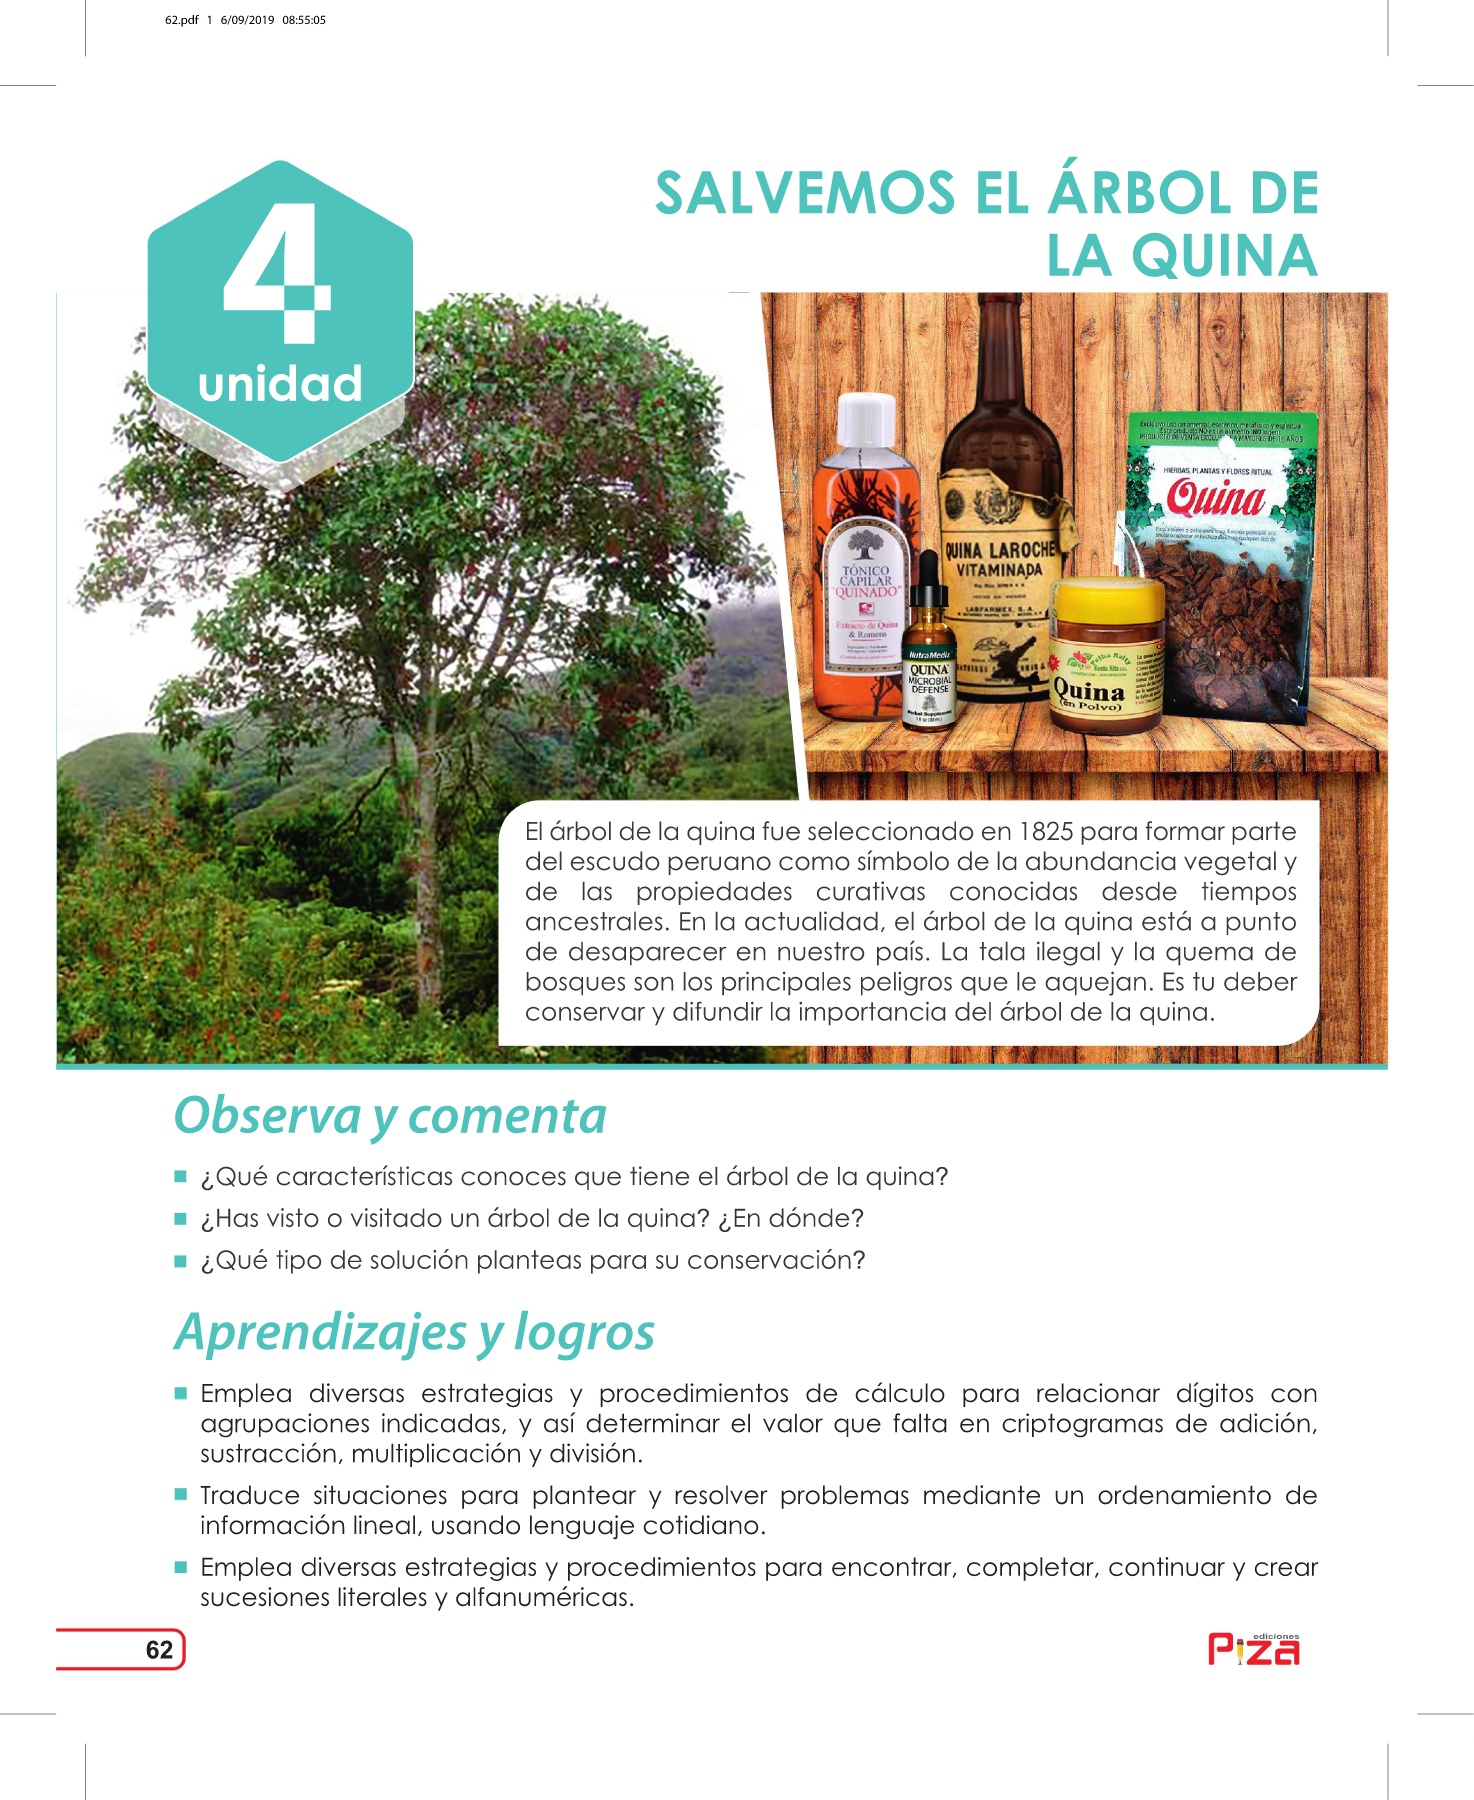 62.pdf 1 6/09/2019 08:55:05
4
unidad
SALVEMOS EL ÁRBOL DE
LA QUINA
TÓNICO
CAPILAR
"QUINADO"
Extracto de Quina
& Romero
NutraMedix
QUINA
MICROBIAL
DEFENSE
Herbal Supplement
QUINA LAROCHE
VITAMINADA
LABFARMEX, S.A.
Quina
(en Polvo)
HIERBAS, PLANTAS Y FLORES RITUAL
Quina
El árbol de la quina fue seleccionado en 1825 para formar parte
del escudo peruano como símbolo de la abundancia vegetal y
de las propiedades curativas conocidas desde tiempos
ancestrales. En la actualidad, el árbol de la quina está a punto
de desaparecer en nuestro país. La tala ilegal y la quema de
bosques son los principales peligros que le aquejan. Es tu deber
conservar y difundir la importancia del árbol de la quina.
Observa y comenta
¿Qué características conoces que tiene el árbol de la quina?
¿Has visto o visitado un árbol de la quina? ¿En dónde?
¿Qué tipo de solución planteas para su conservación?
Aprendizajes y logros
Emplea diversas estrategias y procedimientos de cálculo para relacionar dígitos con
agrupaciones indicadas, y así determinar el valor que falta en criptogramas de adición,
sustracción, multiplicación y división.
Traduce situaciones para plantear y resolver problemas mediante un ordenamiento de
información lineal, usando lenguaje cotidiano.
Emplea diversas estrategias y procedimientos para encontrar, completar, continuar y crear
sucesiones literales y alfanuméricas.
62
ediciones
Piza